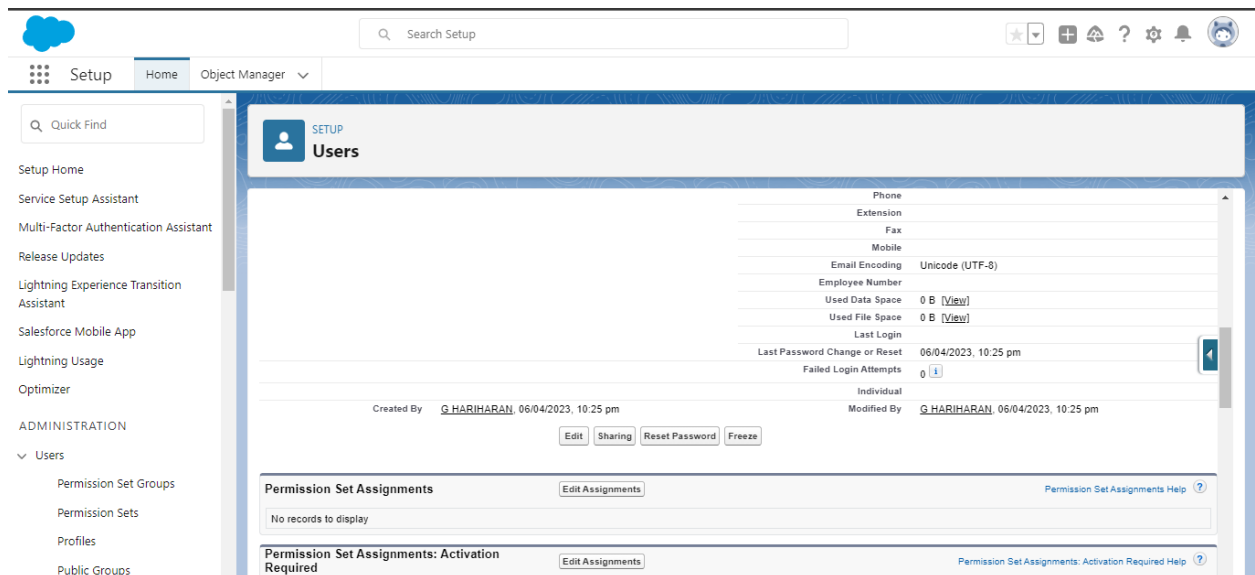 Search Setup
Setup
Home
Object Manager
Quick Find
Setup Home
Service Setup Assistant
Multi-Factor Authentication Assistant
Release Updates
Lightning Experience Transition
Assistant
Salesforce Mobile App
Lightning Usage
Optimizer
ADMINISTRATION
Users
Permission Set Groups
Permission Sets
Profiles
Public Groups
SETUP
Users
Phone
Extension
Fax
Mobile
Email Encoding Unicode (UTF-8)
Employee Number
Used Data Space 0 B [View]
Used File Space 0 B [View]
Last Login
Last Password Change or Reset 06/04/2023, 10:25 pm
Failed Login Attempts 0 i
Individual
Created By G HARIHARAN, 06/04/2023, 10:25 pm Modified By G HARIHARAN, 06/04/2023, 10:25 pm
Edit Sharing Reset Password Freeze
Permission Set Assignments Edit Assignments Permission Set Assignments Help ?
No records to display
Permission Set Assignments: Activation
Required Edit Assignments Permission Set Assignments: Activation Required Help ?